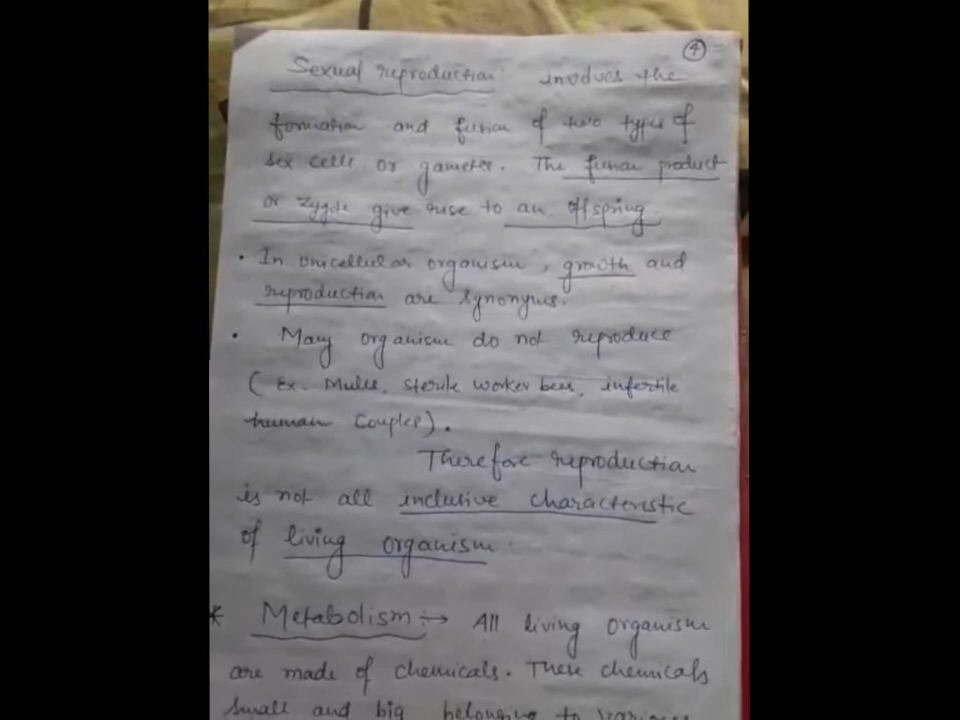 ④
Sexual reproduction involves the
formation and fusion of two types of
sex cells or gametes. The fusion product
or zygote give rise to an offspring.
• In unicellular organism, growth and
reproduction are synonyms.
• Many organism do not reproduce
(Ex. Mules, sterile worker bees, infertile
human couples).
Therefore reproduction
is not all inclusive characteristic
of living organism.
* Metabolism :→ All living organism
are made of chemicals. These chemicals
small and big belonging to various